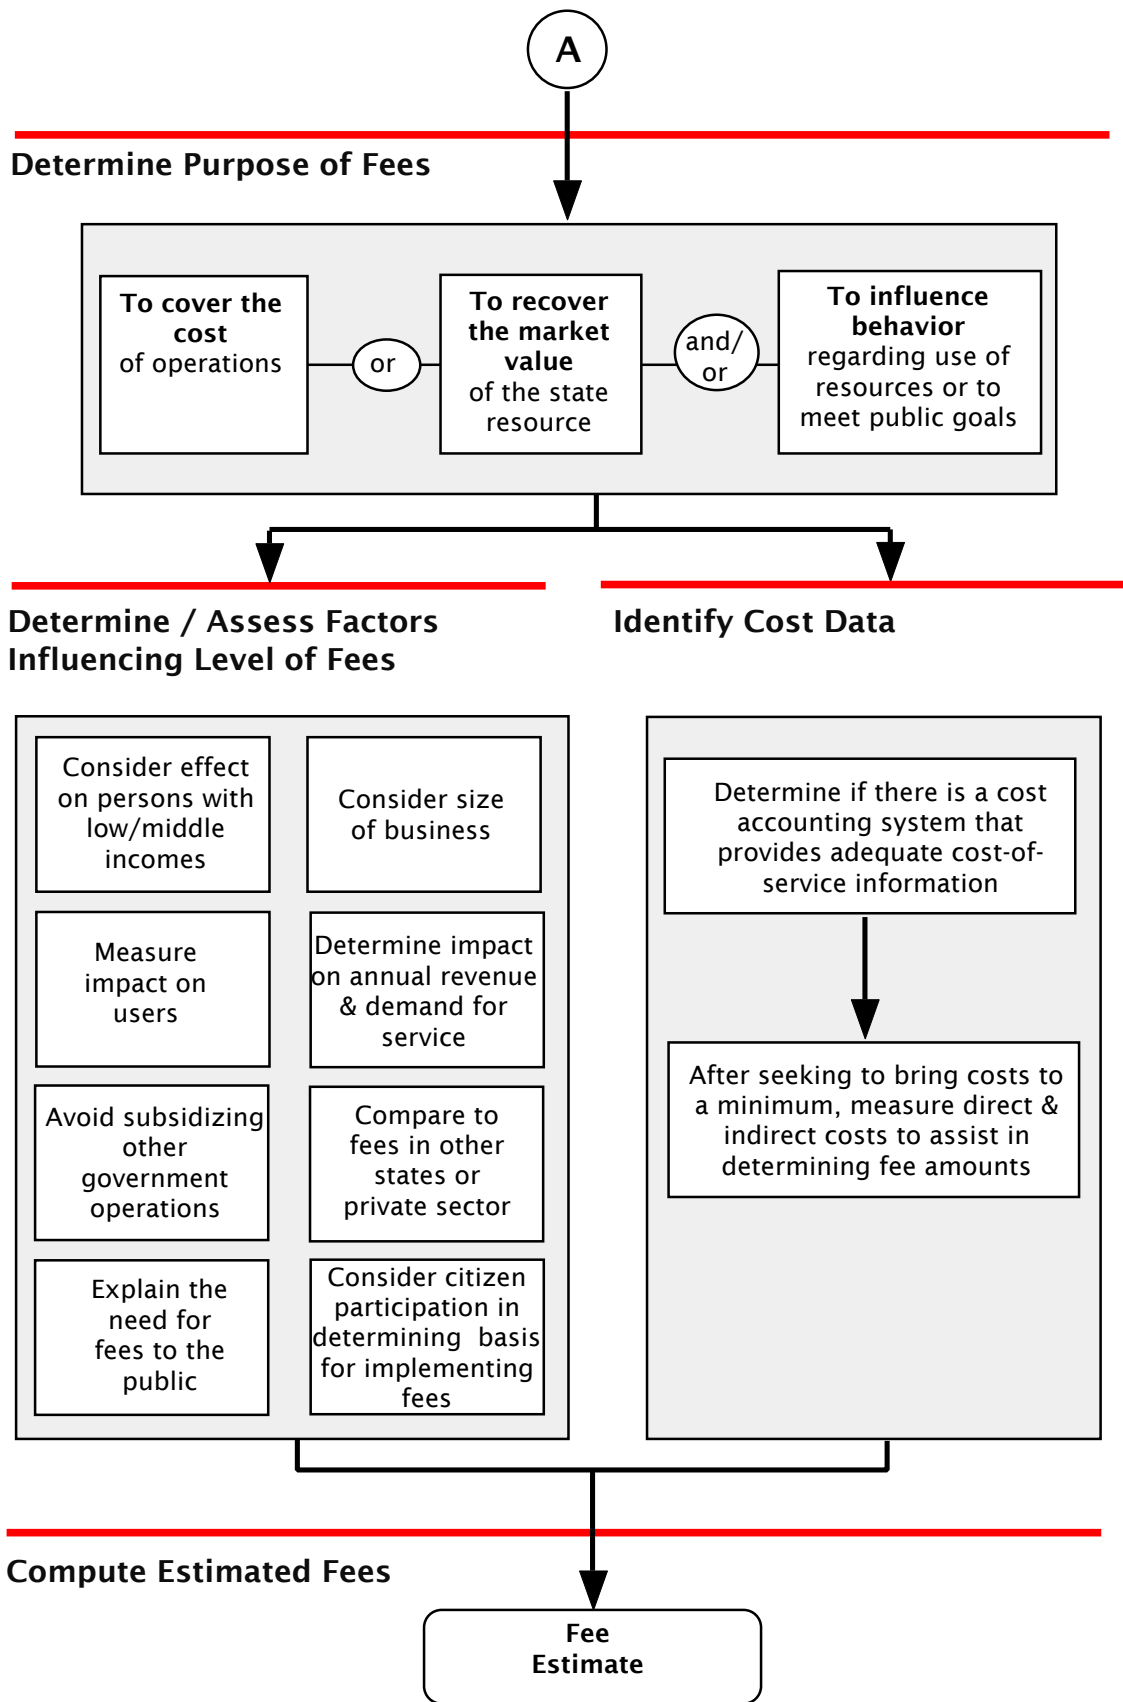 A
Determine Purpose of Fees
To cover the
cost
of operations
or
To recover
the market
value
of the state
resource
and/
or
To influence
behavior
regarding use of
resources or to
meet public goals
Determine / Assess Factors
Influencing Level of Fees
Identify Cost Data
Consider effect
on persons with
low/middle
incomes
Consider size
of business
Measure
impact on
users
Determine impact
on annual revenue
& demand for
service
Avoid subsidizing
other
government
operations
Compare to
fees in other
states or
private sector
Explain the
need for
fees to the
public
Consider citizen
participation in
determining  basis
for implementing
fees
Determine if there is a cost
accounting system that
provides adequate cost-of-
service information
After seeking to bring costs to
a minimum, measure direct &
indirect costs to assist in
determining fee amounts
Compute Estimated Fees
Fee
Estimate